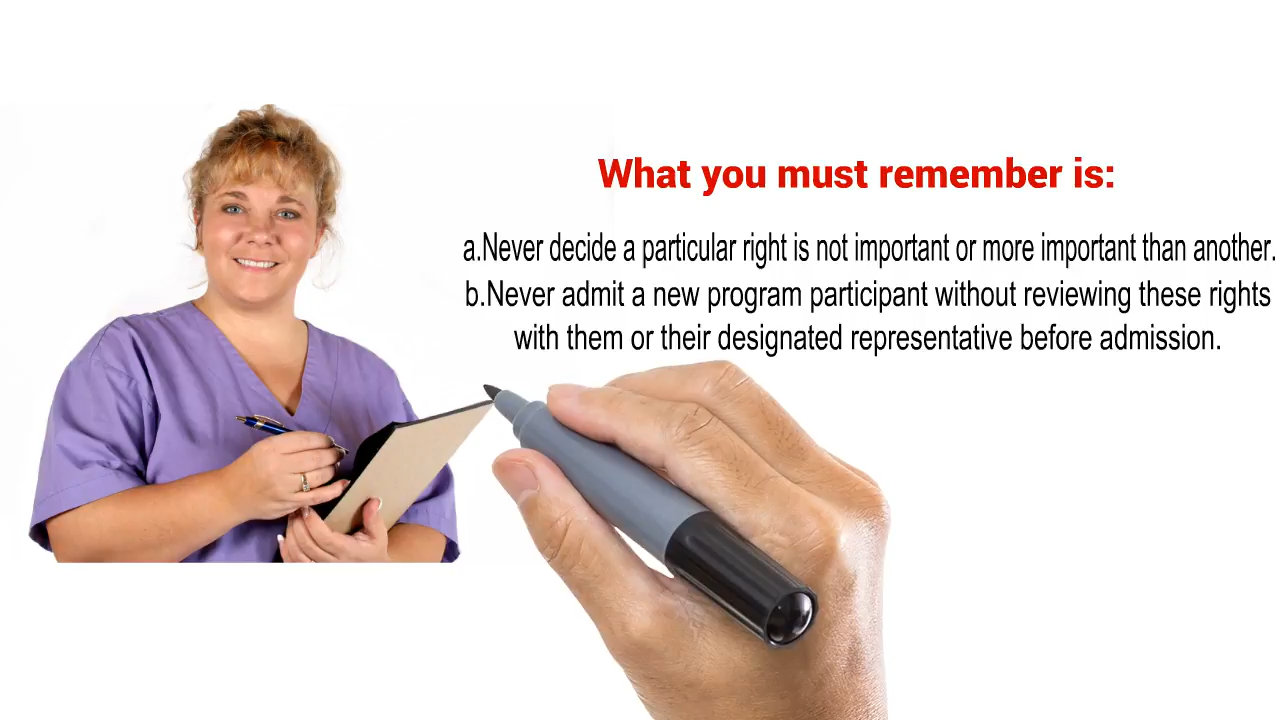 What you must remember is:
a.Never decide a particular right is not important or more important than another.
b.Never admit a new program participant without reviewing these rights
with them or their designated representative before admission.